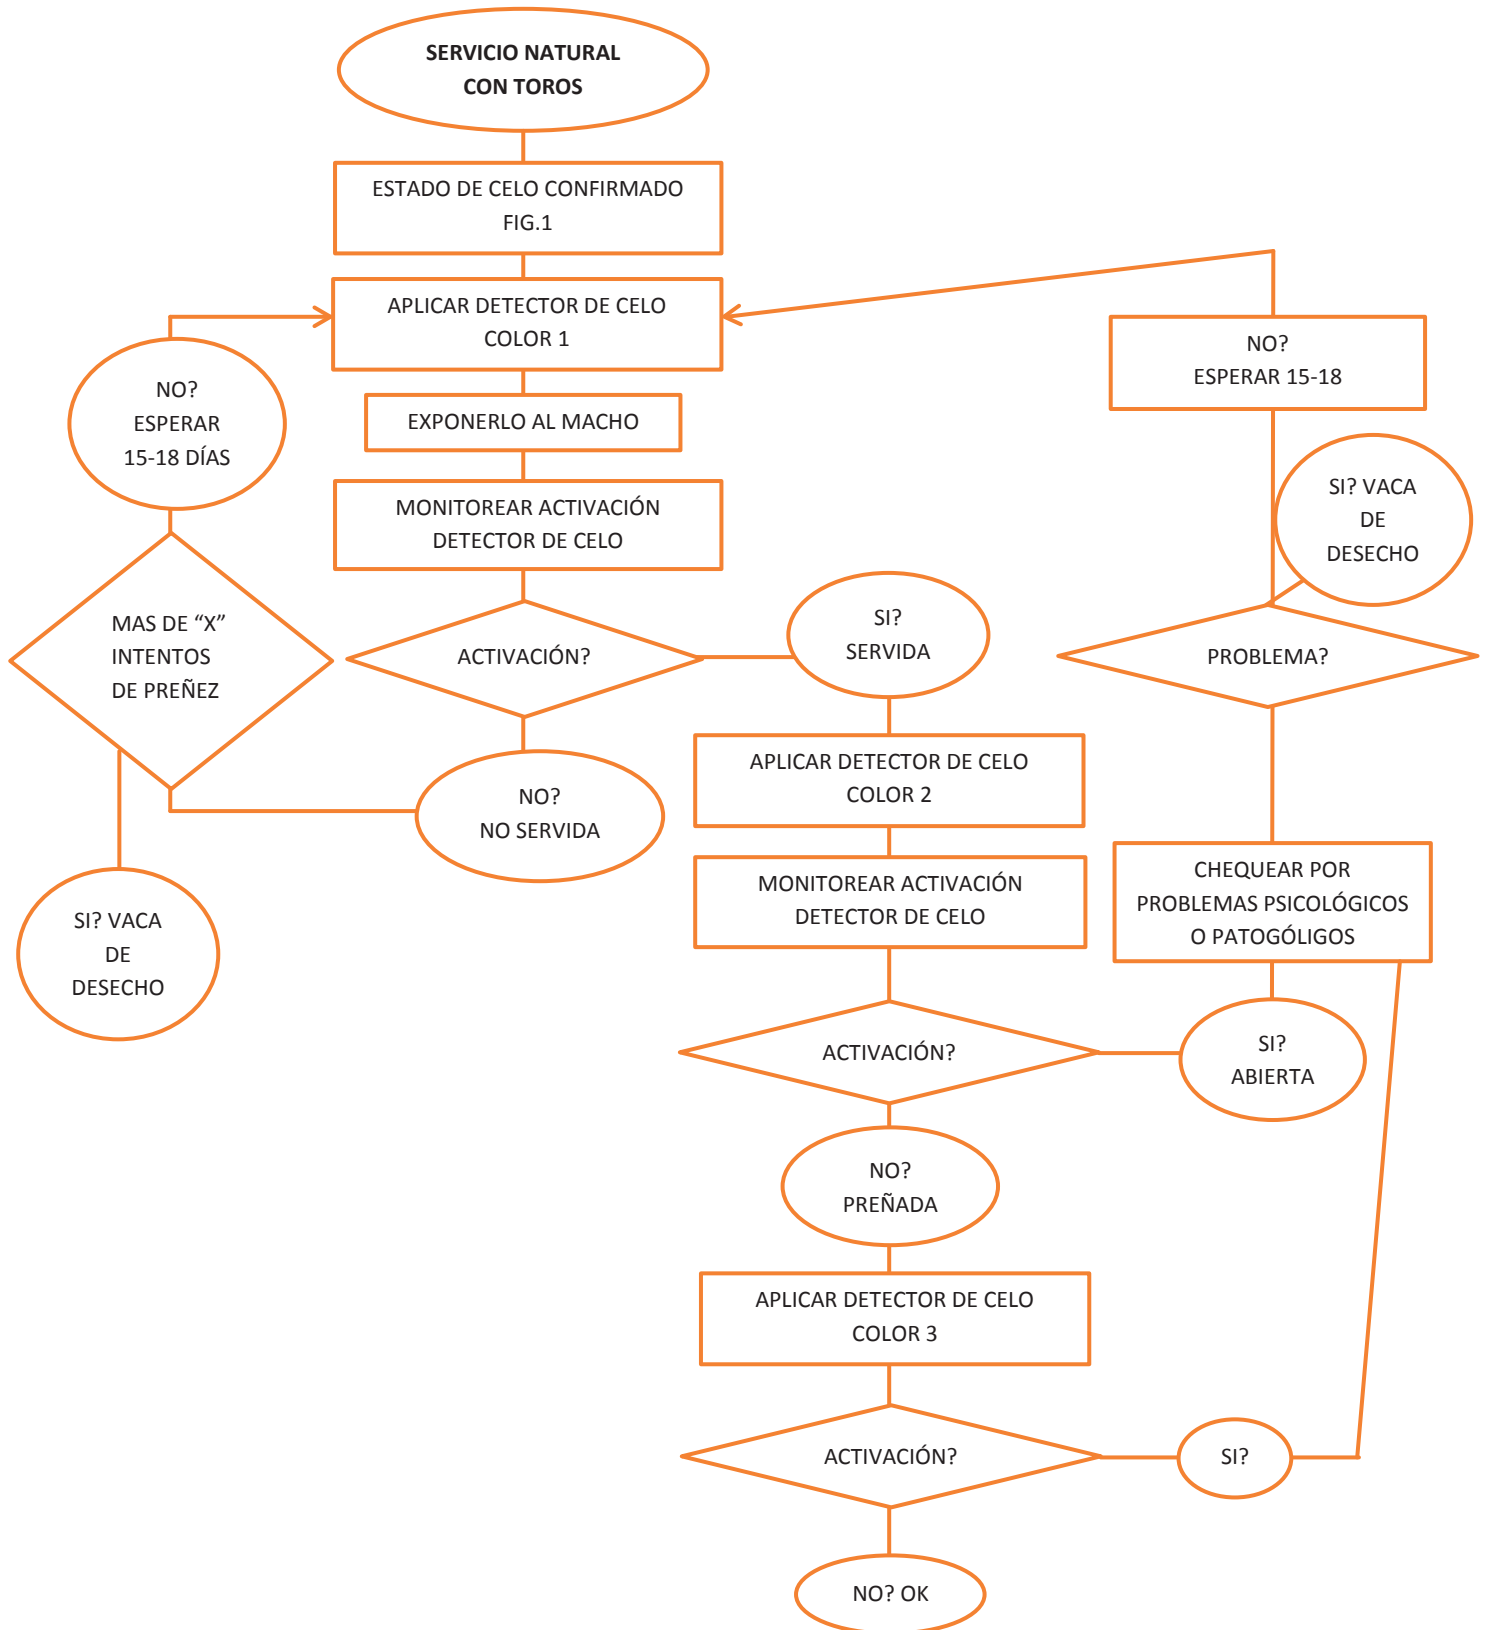 SERVICIO NATURAL
CON TOROS
ESTADO DE CELO CONFIRMADO
FIG.1
APLICAR DETECTOR DE CELO
COLOR 1
NO?
ESPERAR
15-18 DÍAS
EXPONERLO AL MACHO
NO?
ESPERAR 15-18
MONITOREAR ACTIVACIÓN
DETECTOR DE CELO
SI? VACA
DE
DESECHO
MAS DE “X”
INTENTOS
DE PREÑEZ
ACTIVACIÓN?
SI?
SERVIDA
PROBLEMA?
NO?
NO SERVIDA
APLICAR DETECTOR DE CELO
COLOR 2
SI? VACA
DE
DESECHO
MONITOREAR ACTIVACIÓN
DETECTOR DE CELO
CHEQUEAR POR
PROBLEMAS PSICOLÓGICOS
O PATOGÓLIGOS
ACTIVACIÓN?
SI?
ABIERTA
NO?
PREÑADA
APLICAR DETECTOR DE CELO
COLOR 3
ACTIVACIÓN?
SI?
NO? OK